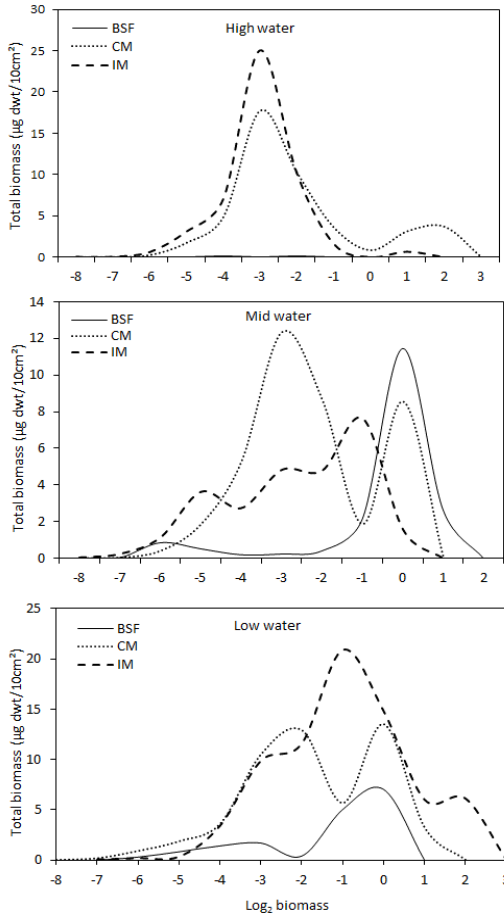 Total biomass (µg dwt/10cm²)
30
25
20
15
10
5
0
High water
BSF
CM
IM
-8 -7 -6 -5 -4 -3 -2 -1 0 1 2 3
Total biomass (µg dwt/10cm²)
14
12
10
8
6
4
2
0
Mid water
BSF
CM
IM
-8 -7 -6 -5 -4 -3 -2 -1 0 1 2
Total biomass (µg dwt/10cm²)
25
20
15
10
5
0
Low water
BSF
CM
IM
-8 -7 -6 -5 -4 -3 -2 -1 0 1 2 3
Log₂ biomass